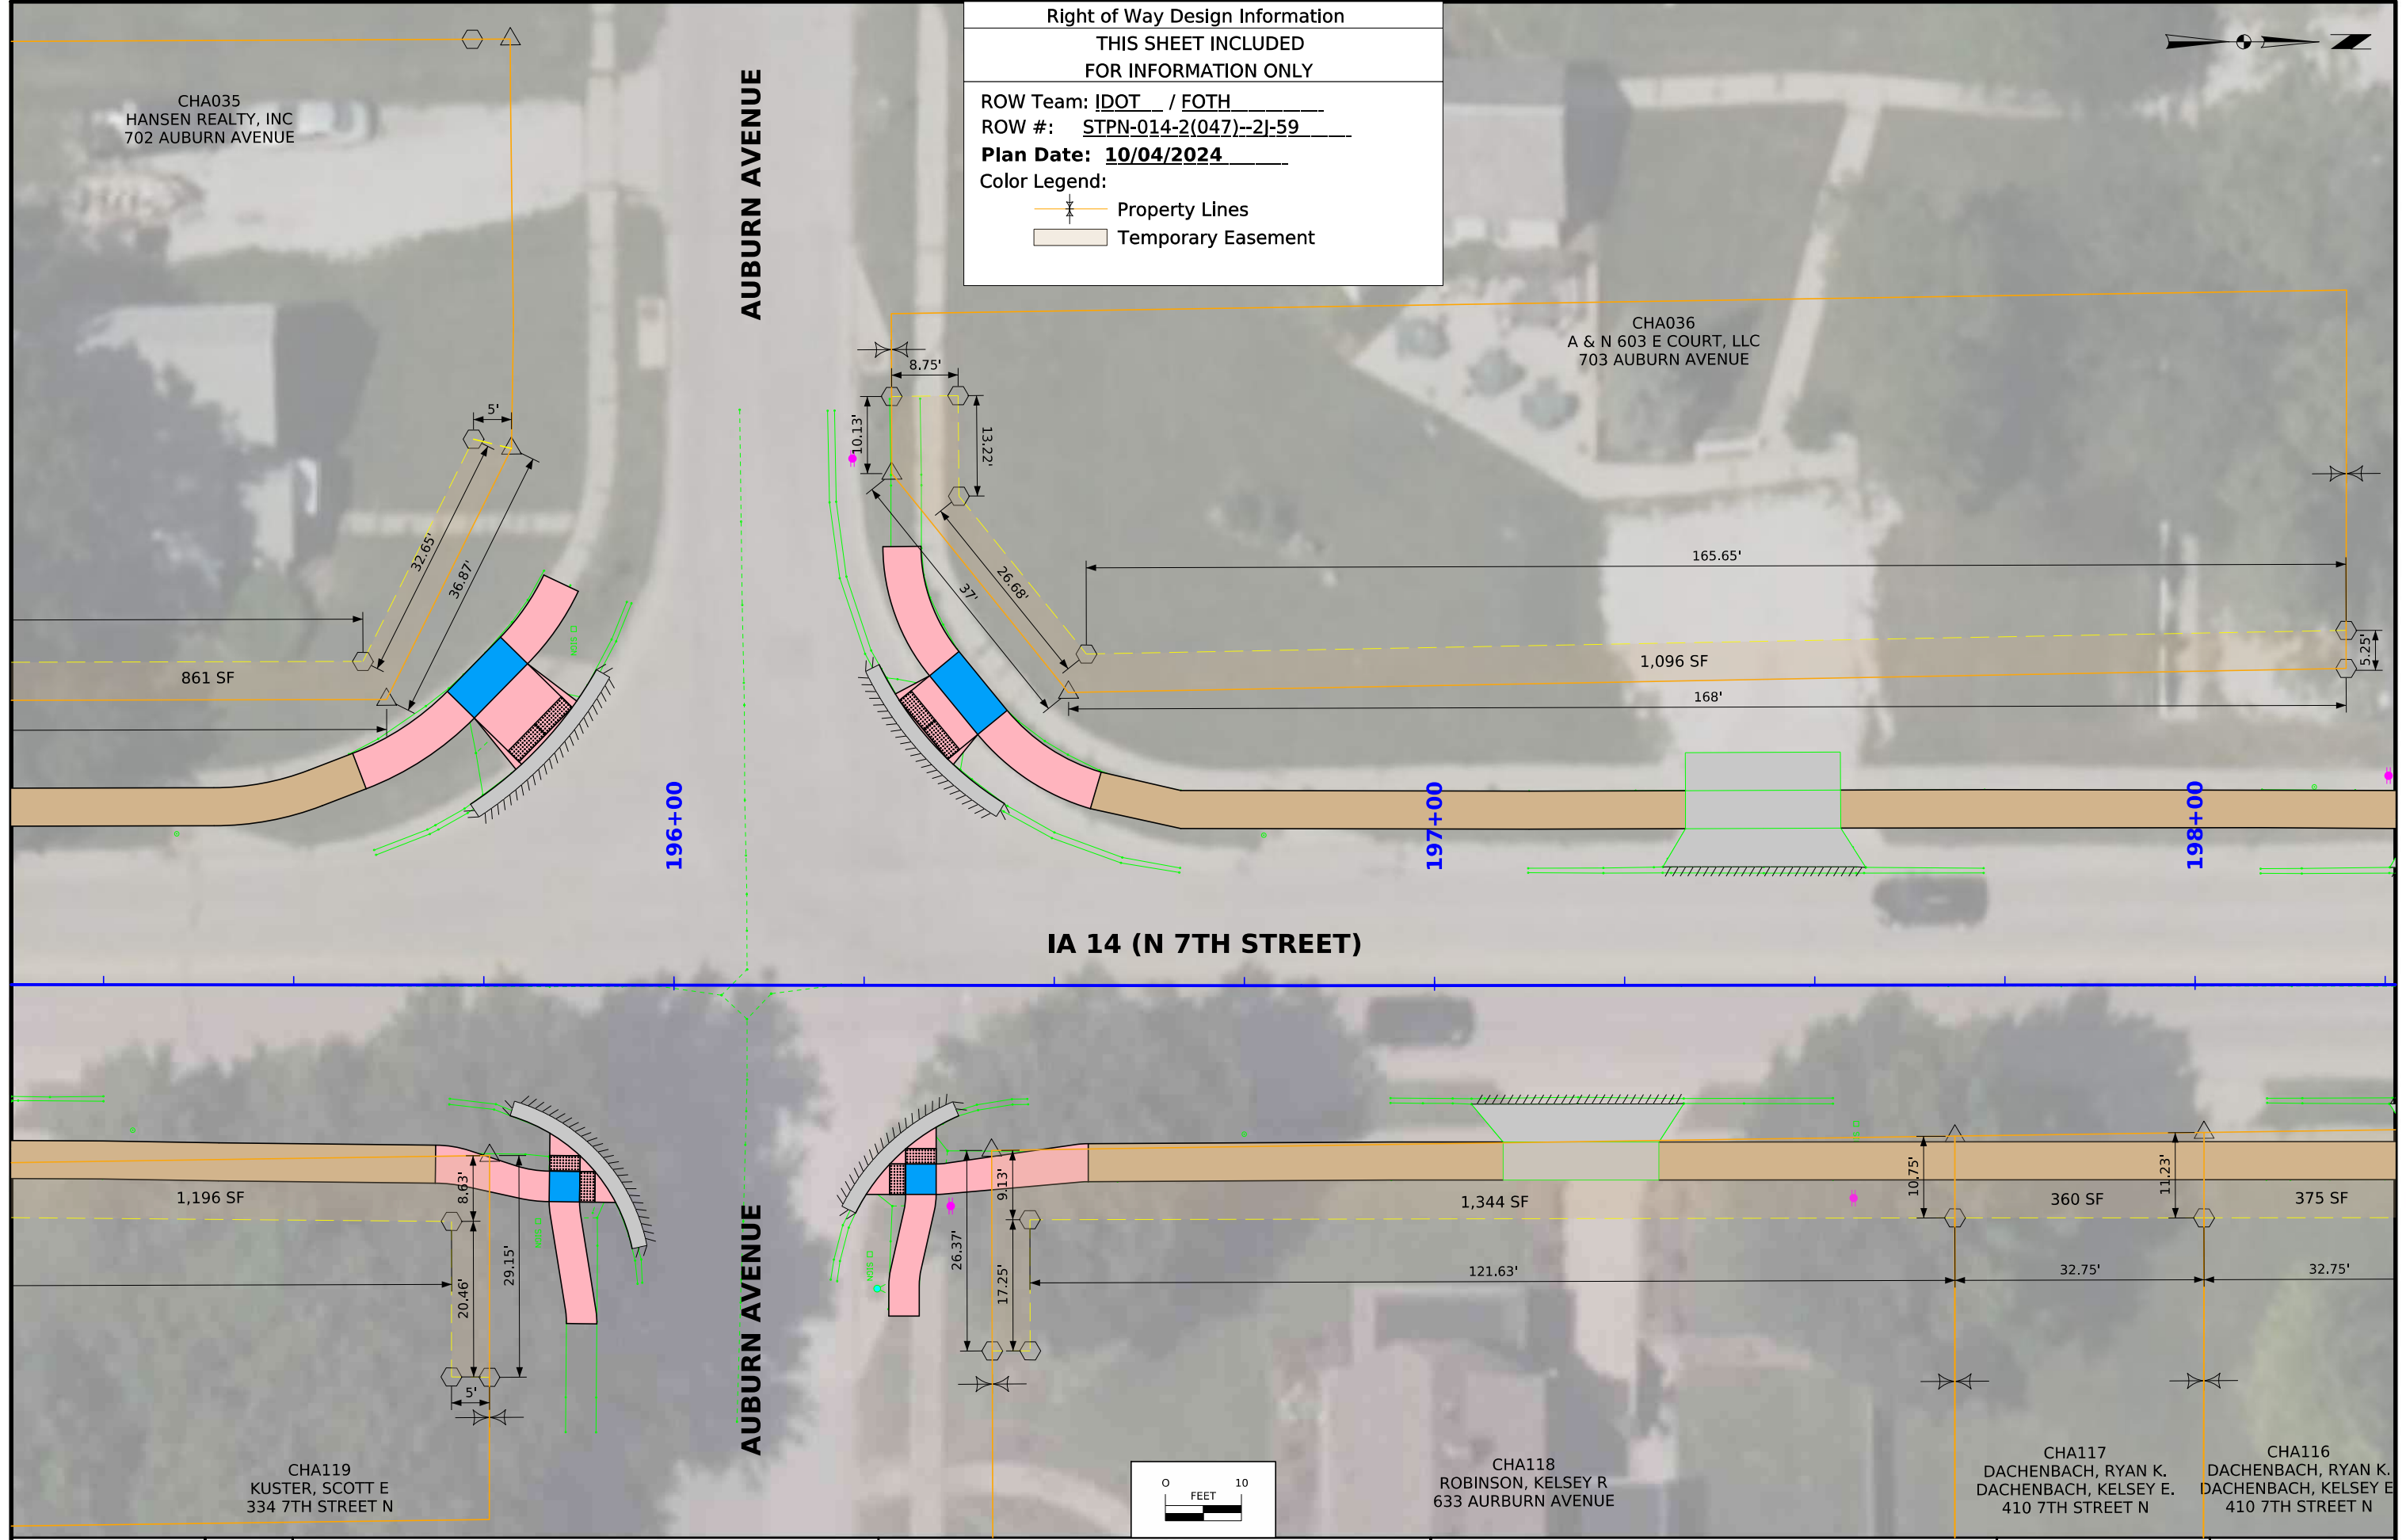 Right of Way Design Information
THIS SHEET INCLUDED
FOR INFORMATION ONLY
ROW Team: IDOT / FOTH
ROW #: STPN-014-2(047)--2J-59
Plan Date: 10/04/2024
Color Legend:
Property Lines
Temporary Easement
CHA035
HANSEN REALTY, INC
702 AUBURN AVENUE
AUBURN AVENUE
CHA036
A & N 603 E COURT, LLC
703 AUBURN AVENUE
8.75'
5'
10.13'
13.22'
32.65'
36.87'
26.68'
37'
165.65'
1,096 SF
5.25'
168'
861 SF
196+00
197+00
198+00
IA 14 (N 7TH STREET)
1,196 SF
8.63'
20.46'
29.15'
5'
26.37'
9.13'
17.25'
1,344 SF
10.75'
360 SF
11.23'
375 SF
121.63'
32.75'
32.75'
AUBURN AVENUE
CHA119
KUSTER, SCOTT E
334 7TH STREET N
0 10
FEET
CHA118
ROBINSON, KELSEY R
633 AURBURN AVENUE
CHA117
DACHENBACH, RYAN K.
DACHENBACH, KELSEY E.
410 7TH STREET N
CHA116
DACHENBACH, RYAN K.
DACHENBACH, KELSEY E
410 7TH STREET N